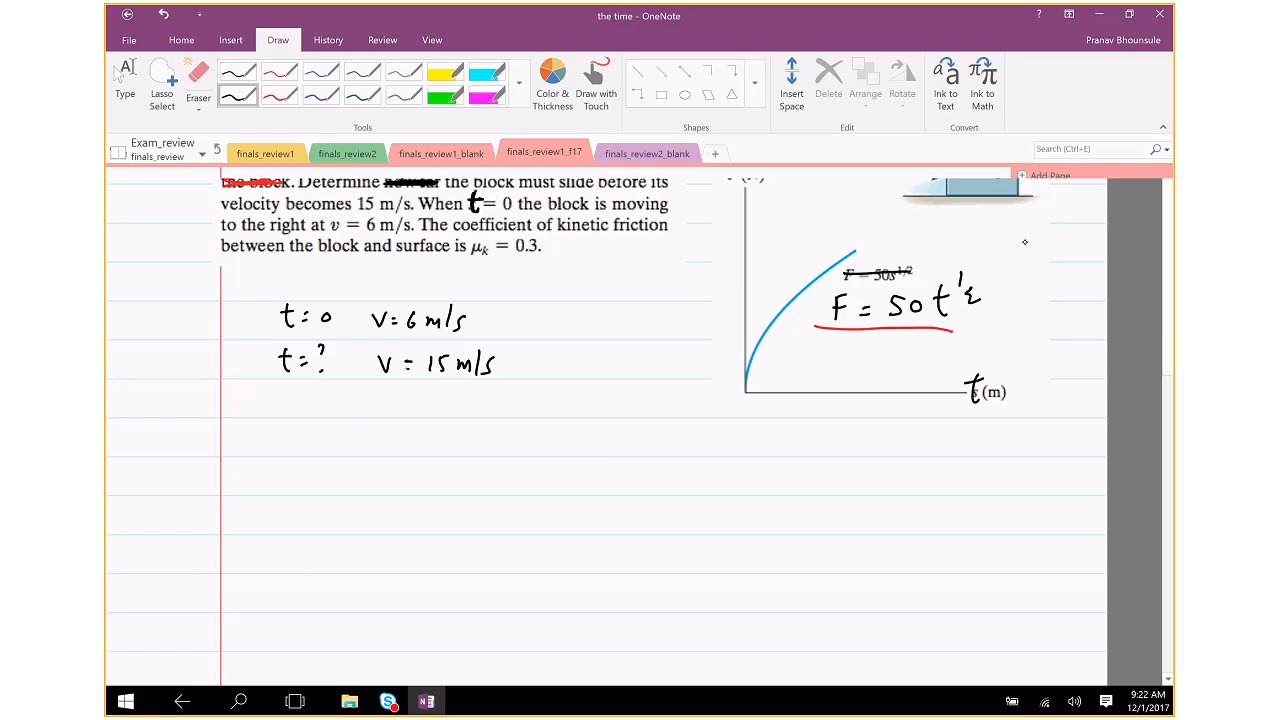 the time - OneNote
?
File
Home
Insert
Draw
History
Review
View
Pranav Bhounsule
Type
Lasso Select
Eraser
Color & Thickness
Draw with Touch
Insert Space
Delete
Arrange
Rotate
Ink to Text
Ink to Math
Tools
Shapes
Edit
Convert
Exam_review
finals_review
finals_review1
finals_review2
finals_review1_blank
finals_review1_f17
finals_review2_blank
Search (Ctrl+E)
Add Page
the block. Determine how far the block must slide before its
velocity becomes 15 m/s. When t = 0 the block is moving
to the right at v = 6 m/s. The coefficient of kinetic friction
between the block and surface is μk = 0.3.
F = 50s^1/2
F = 50 t^1/2
t = 0 v = 6 m/s
t = ? v = 15 m/s
t (m)
9:22 AM
12/1/2017